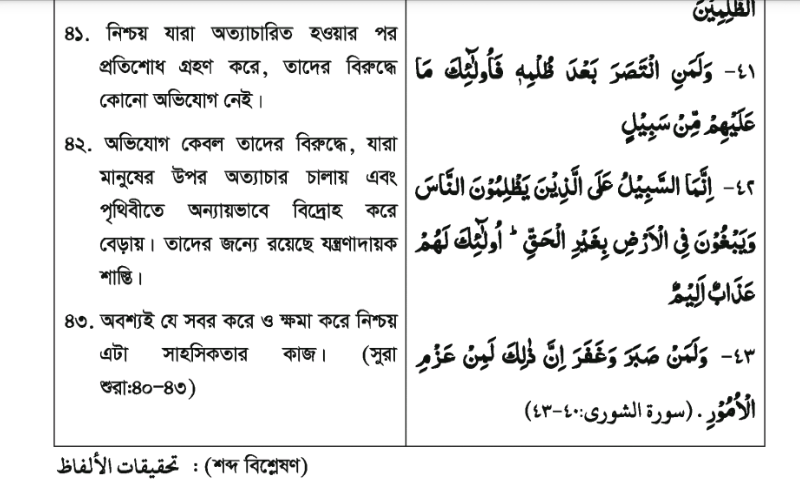 ৪১. নিশ্চয় যারা অত্যাচারিত হওয়ার পর
প্রতিশোধ গ্রহণ করে, তাদের বিরুদ্ধে
কোনো অভিযোগ নেই।
৪২. অভিযোগ কেবল তাদের বিরুদ্ধে, যারা
মানুষের উপর অত্যাচার চালায় এবং
পৃথিবীতে অন্যায়ভাবে বিদ্রোহ করে
বেড়ায়। তাদের জন্যে রয়েছে যন্ত্রণাদায়ক
শাস্তি।
৪৩. অবশ্যই যে সবর করে ও ক্ষমা করে নিশ্চয়
এটা সাহসিকতার কাজ। (সুরা
শুরা:৪০-৪৩)
الظّٰلِمِيْنَ
٤١- وَلَمَنِ انْتَصَرَ بَعْدَ ظُلْمِهٖ فَأُولٰٓئِكَ مَا
عَلَيْهِمْ مِّنْ سَبِيْلٍ
٤٢- اِنَّمَا السَّبِيْلُ عَلَى الَّذِيْنَ يَظْلِمُوْنَ النَّاسَ
وَيَبْغُوْنَ فِي الْاَرْضِ بِغَيْرِ الْحَقِّ ؕ اُولٰٓئِكَ لَهُمْ
عَذَابٌ اَلِيْمٌ
٤٣- وَلَمَنْ صَبَرَ وَغَفَرَ اِنَّ ذٰلِكَ لَمِنْ عَزْمِ
الْاُمُوْرِ. (سورة الشورى:٤٠-٤٣)
تحقيقات الألفاظ : (শব্দ বিশ্লেষণ)